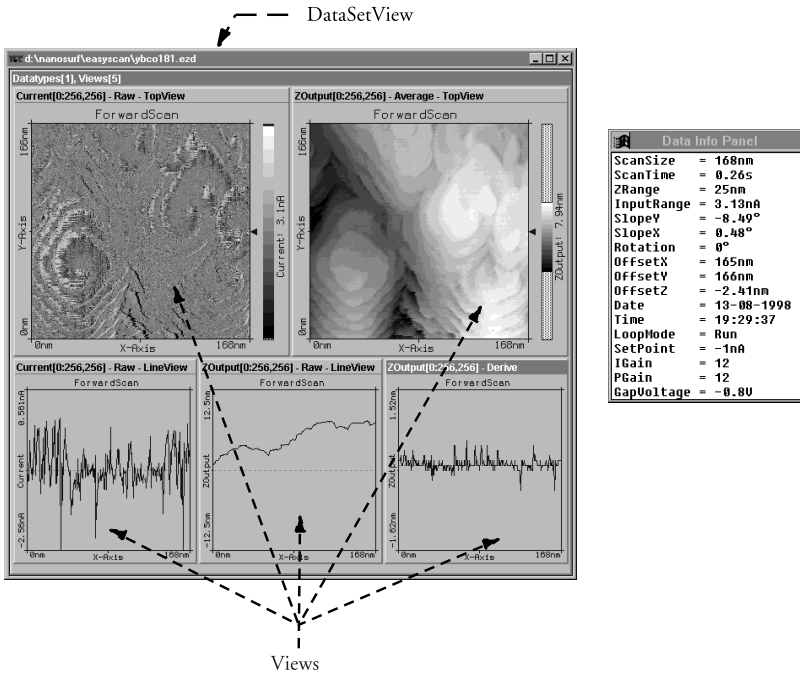 DataSetView
d:\nanosurf\easyscan\ybco181.ezd
Datatypes[1], Views[5]
Current[0:256,256] - Raw - TopView
ForwardScan
166nm
Y-Axis
0nm
0nm
X-Axis
168nm
Current: 3.1nA
ZOutput[0:256,256] - Average - TopView
ForwardScan
166nm
Y-Axis
0nm
0nm
X-Axis
168nm
ZOutput: 7.94nm
Current[0:256,256] - Raw - LineView
ForwardScan
0.561nA
Current
-2.56nA
0nm
X-Axis
168nm
ZOutput[0:256,256] - Raw - LineView
ForwardScan
12.5nm
ZOutput
-12.5nm
0nm
X-Axis
168nm
ZOutput[0:256,256] - Derive
ForwardScan
1.52nm
ZOutput
-1.62nm
0nm
X-Axis
168nm
Views
Data Info Panel
ScanSize = 168nm
ScanTime = 0.26s
ZRange = 25nm
InputRange = 3.13nA
SlopeY = -8.49°
SlopeX = 0.48°
Rotation = 0°
OffsetX = 165nm
OffsetY = 166nm
OffsetZ = -2.41nm
Date = 13-08-1998
Time = 19:29:37
LoopMode = Run
SetPoint = -1nA
IGain = 12
PGain = 12
GapVoltage = -0.8V